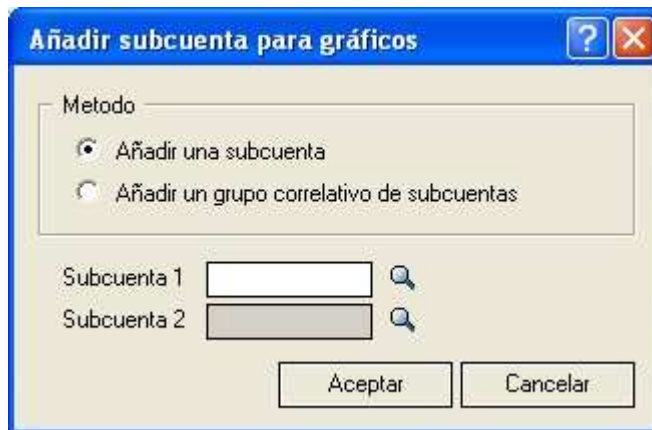 Añadir subcuenta para gráficos
Metodo
Añadir una subcuenta
Añadir un grupo correlativo de subcuentas
Subcuenta 1
Subcuenta 2
Aceptar Cancelar